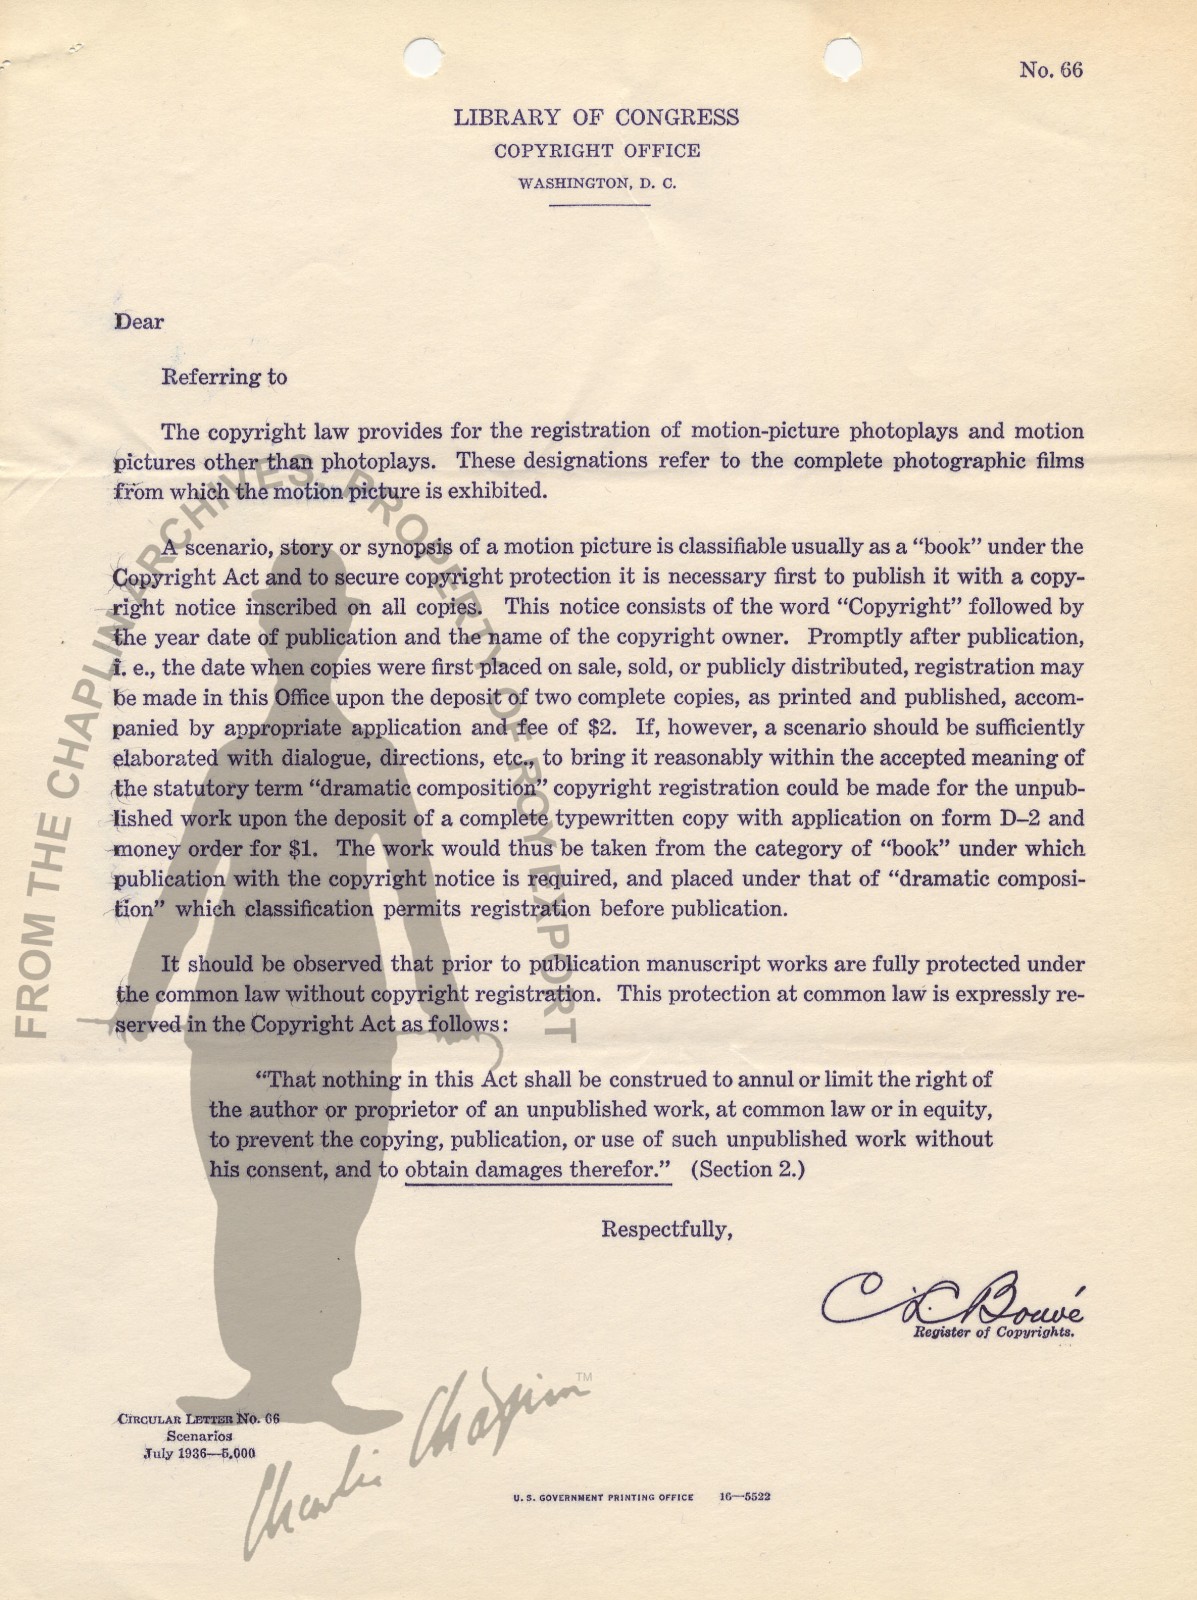 No. 66
LIBRARY OF CONGRESS
COPYRIGHT OFFICE
WASHINGTON, D. C.
Dear
Referring to
The copyright law provides for the registration of motion-picture photoplays and motion
pictures other than photoplays. These designations refer to the complete photographic films
from which the motion picture is exhibited.
A scenario, story or synopsis of a motion picture is classifiable usually as a “book” under the
Copyright Act and to secure copyright protection it is necessary first to publish it with a copy-
right notice inscribed on all copies. This notice consists of the word “Copyright” followed by
the year date of publication and the name of the copyright owner. Promptly after publication,
i. e., the date when copies were first placed on sale, sold, or publicly distributed, registration may
be made in this Office upon the deposit of two complete copies, as printed and published, accom-
panied by appropriate application and fee of $2. If, however, a scenario should be sufficiently
elaborated with dialogue, directions, etc., to bring it reasonably within the accepted meaning of
the statutory term “dramatic composition” copyright registration could be made for the unpub-
lished work upon the deposit of a complete typewritten copy with application on form D–2 and
money order for $1. The work would thus be taken from the category of “book” under which
publication with the copyright notice is required, and placed under that of “dramatic composi-
tion” which classification permits registration before publication.
It should be observed that prior to publication manuscript works are fully protected under
the common law without copyright registration. This protection at common law is expressly re-
served in the Copyright Act as follows:
“That nothing in this Act shall be construed to annul or limit the right of
the author or proprietor of an unpublished work, at common law or in equity,
to prevent the copying, publication, or use of such unpublished work without
his consent, and to obtain damages therefor.” (Section 2.)
Respectfully,
C L Bouvé
Register of Copyrights.
CIRCULAR LETTER No. 66
Scenarios
July 1936—5,000
U. S. GOVERNMENT PRINTING OFFICE 16—5522
FROM THE CHAPLIN ARCHIVES. PROPERTY OF ROY EXPORT
Charlie Chaplin™